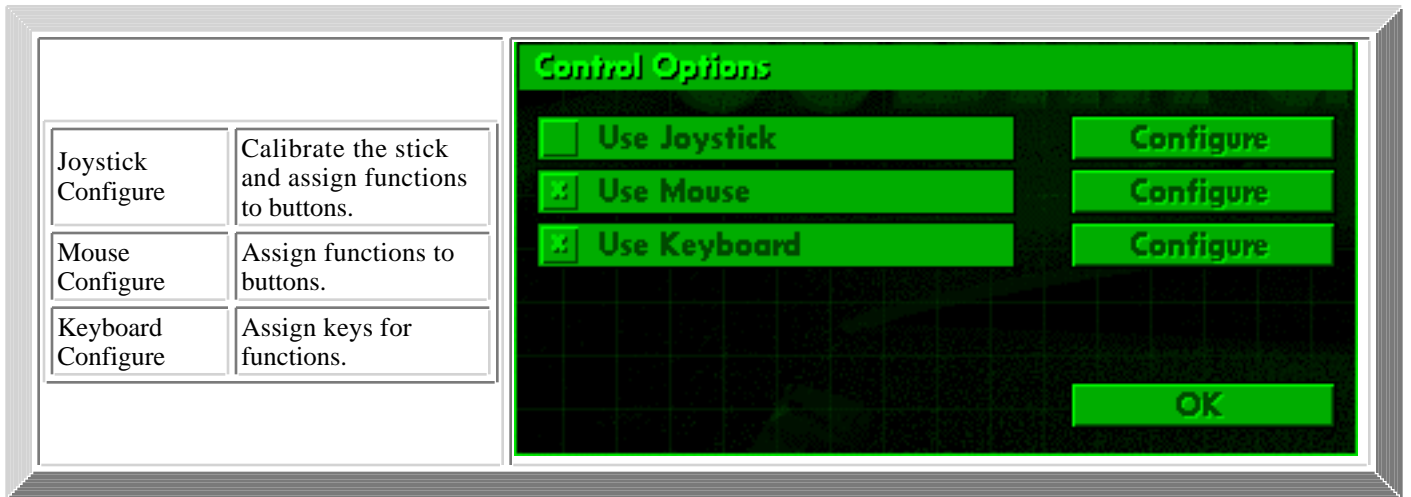 Joystick
Configure
Calibrate the stick
and assign functions
to buttons.
Mouse
Configure
Assign functions to
buttons.
Keyboard
Configure
Assign keys for
functions.
Control Options
Use Joystick
Configure
Use Mouse
Configure
Use Keyboard
Configure
OK